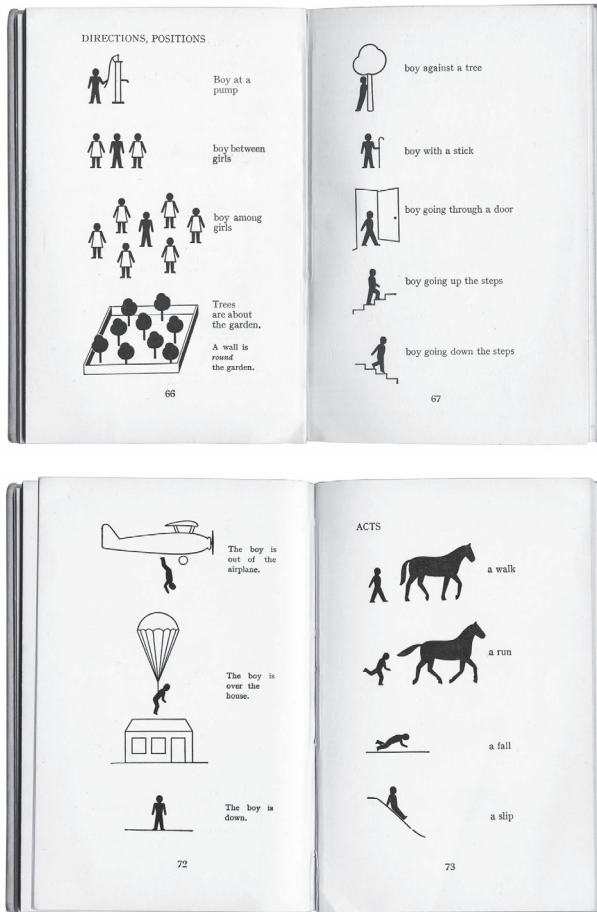 DIRECTIONS, POSITIONS
Boy at a
pump
boy between
girls
boy among
girls
Trees
are about
the garden.
A wall is
round
the garden.
66
boy against a tree
boy with a stick
boy going through a door
boy going up the steps
boy going down the steps
67
The boy is
out of the
airplane.
The boy is
over the
house.
The boy is
down.
72
ACTS
a walk
a run
a fall
a slip
73